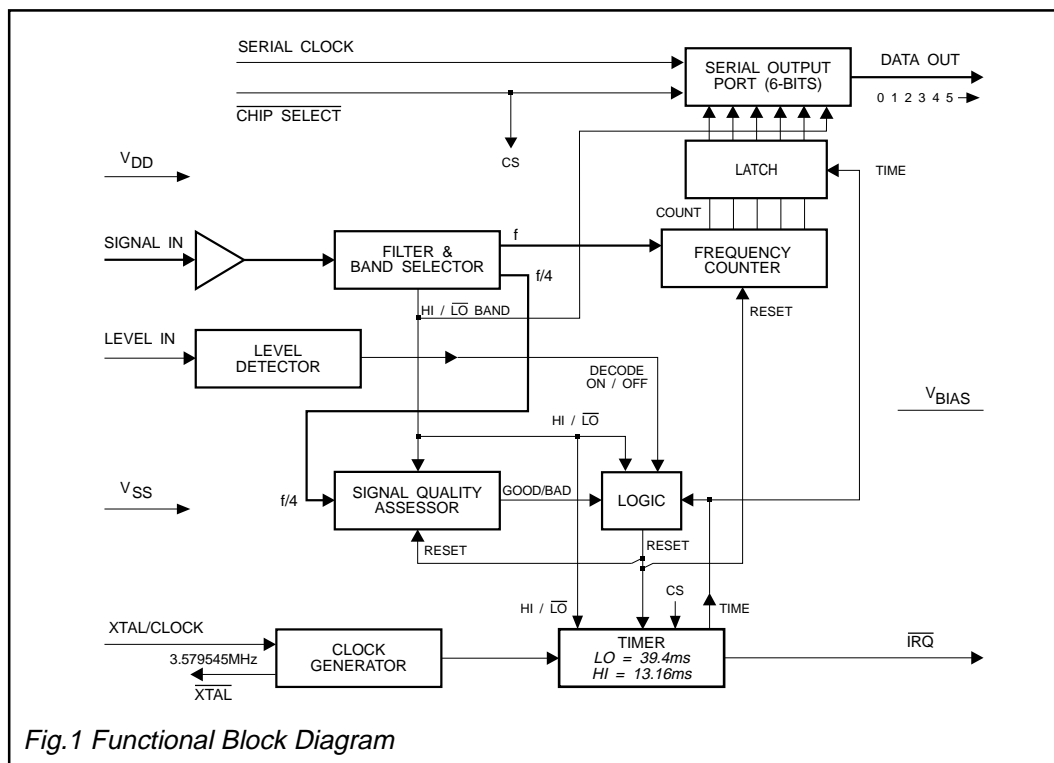 SERIAL CLOCK
CHIP SELECT
CS
SERIAL OUTPUT
PORT (6-BITS)
DATA OUT
0 1 2 3 4 5
VDD
LATCH
TIME
COUNT
SIGNAL IN
FILTER &
BAND SELECTOR
f
f/4
FREQUENCY
COUNTER
HI / LO BAND
RESET
LEVEL IN
LEVEL
DETECTOR
DECODE
ON / OFF
VBIAS
HI / LO
VSS
f/4
SIGNAL QUALITY
ASSESSOR
GOOD/BAD
LOGIC
RESET
RESET
HI / LO
CS
TIME
XTAL/CLOCK
3.579545MHz
XTAL
CLOCK
GENERATOR
TIMER
LO = 39.4ms
HI = 13.16ms
IRQ
Fig.1 Functional Block Diagram